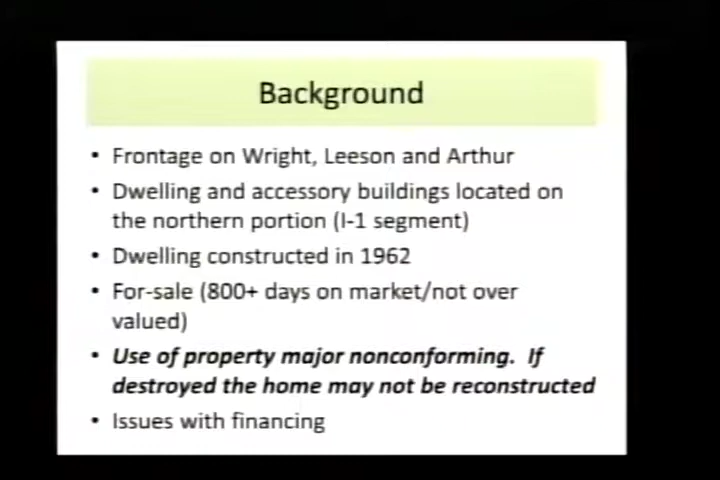 Background
• Frontage on Wright, Leeson and Arthur
• Dwelling and accessory buildings located on
the northern portion (I-1 segment)
• Dwelling constructed in 1962
• For-sale (800+ days on market/not over
valued)
• Use of property major nonconforming.  If
destroyed the home may not be reconstructed
• Issues with financing